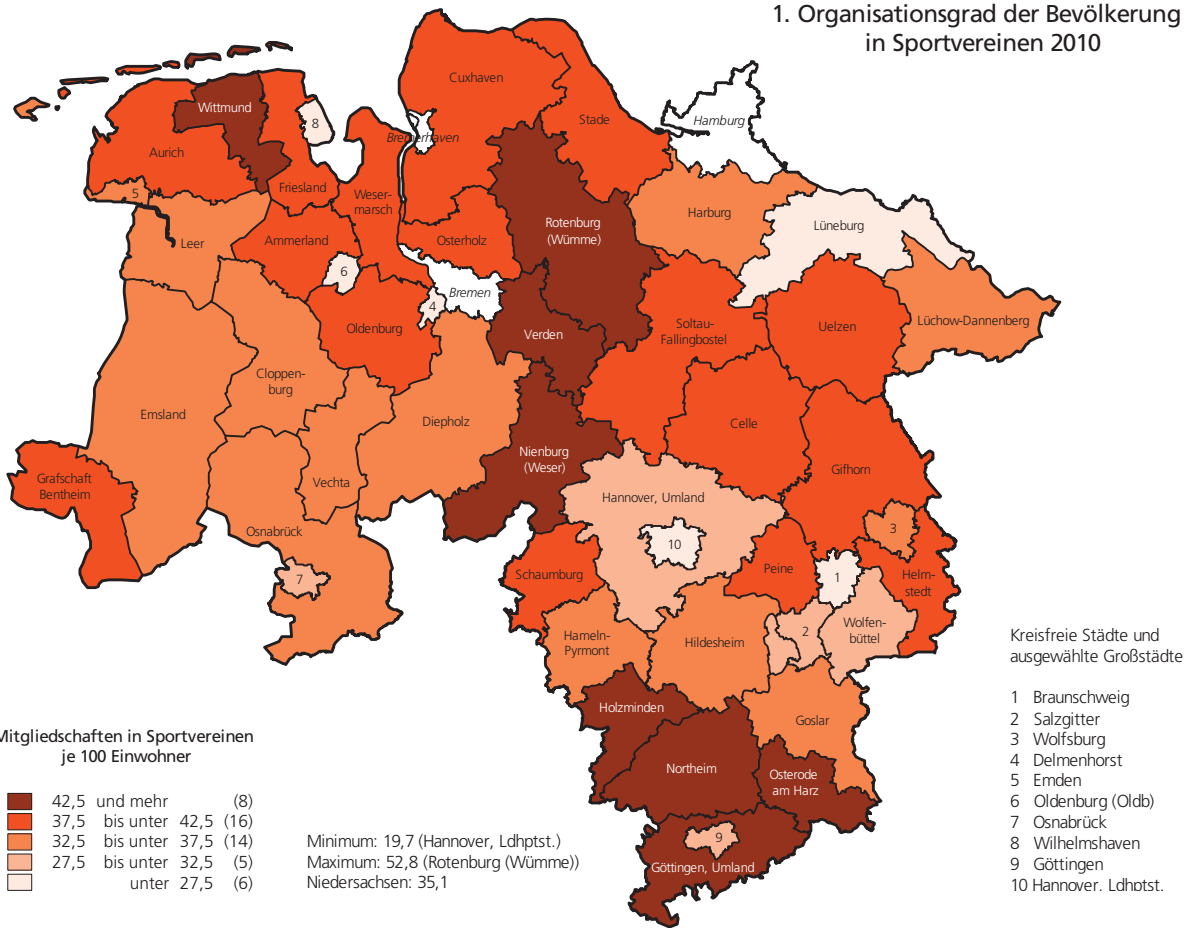 1. Organisationsgrad der Bevölkerung
in Sportvereinen 2010
Cuxhaven
Wittmund
8
Stade
Hamburg
Bremerhaven
Aurich
5
Friesland
Weser-
marsch
Harburg
Rotenburg
(Wümme)
Lüneburg
Leer
Ammerland
Osterholz
6
Bremen
4
Oldenburg
Verden
Soltau-
Fallingbostel
Uelzen
Lüchow-Dannenberg
Cloppen-
burg
Emsland
Diepholz
Celle
Nienburg
(Weser)
Gifhorn
Grafschaft
Bentheim
Vechta
Hannover, Umland
Osnabrück
3
10
7
Schaumburg
Peine
1
Helm-
stedt
2
Wolfen-
büttel
Hameln-
Pyrmont
Hildesheim
Holzminden
Goslar
Northeim
Osterode
am Harz
9
Göttingen, Umland
Mitgliedschaften in Sportvereinen
je 100 Einwohner
42,5 und mehr (8)
37,5 bis unter 42,5 (16)
32,5 bis unter 37,5 (14)
27,5 bis unter 32,5 (5)
unter 27,5 (6)
Minimum: 19,7 (Hannover, Ldhptst.)
Maximum: 52,8 (Rotenburg (Wümme))
Niedersachsen: 35,1
Kreisfreie Städte und
ausgewählte Großstädte
1 Braunschweig
2 Salzgitter
3 Wolfsburg
4 Delmenhorst
5 Emden
6 Oldenburg (Oldb)
7 Osnabrück
8 Wilhelmshaven
9 Göttingen
10 Hannover, Ldhptst.